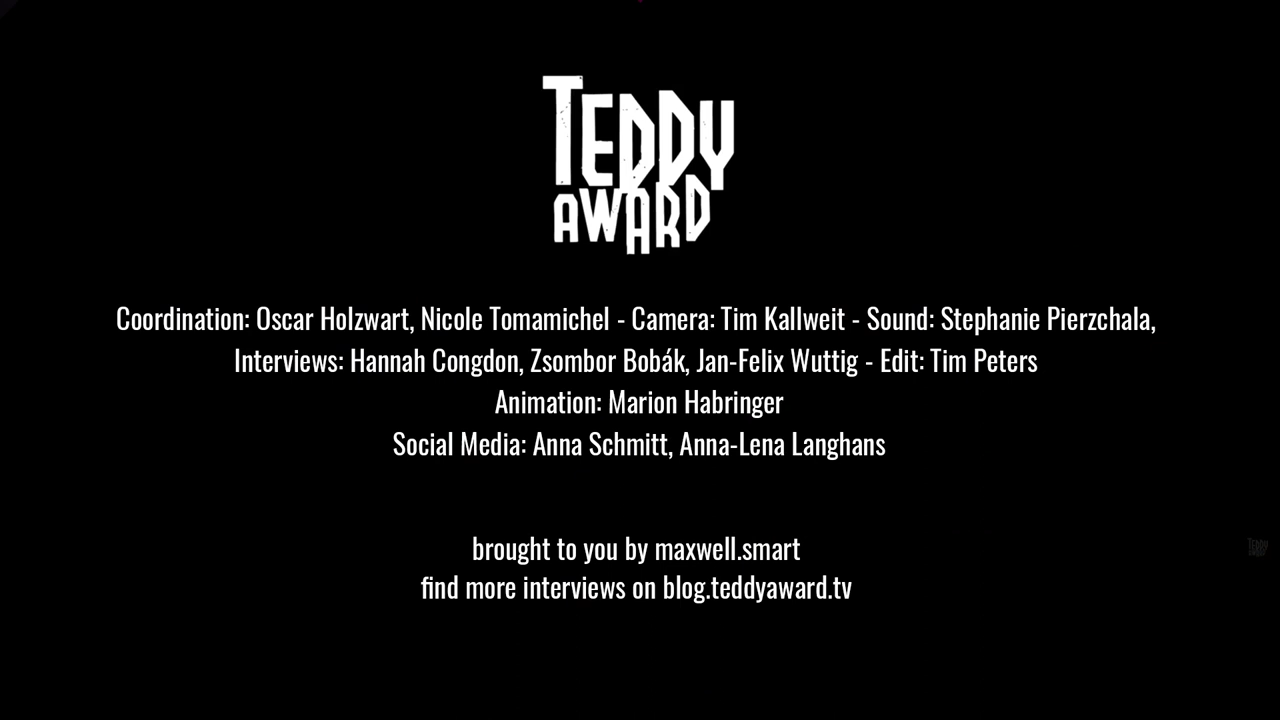 TEDDY
AWARD
Coordination: Oscar Holzwart, Nicole Tomamichel - Camera: Tim Kallweit - Sound: Stephanie Pierzchala,
Interviews: Hannah Congdon, Zsombor Bobák, Jan-Felix Wuttig - Edit: Tim Peters
Animation: Marion Habringer
Social Media: Anna Schmitt, Anna-Lena Langhans
brought to you by maxwell.smart
find more interviews on blog.teddyaward.tv
TEDDY
AWARD